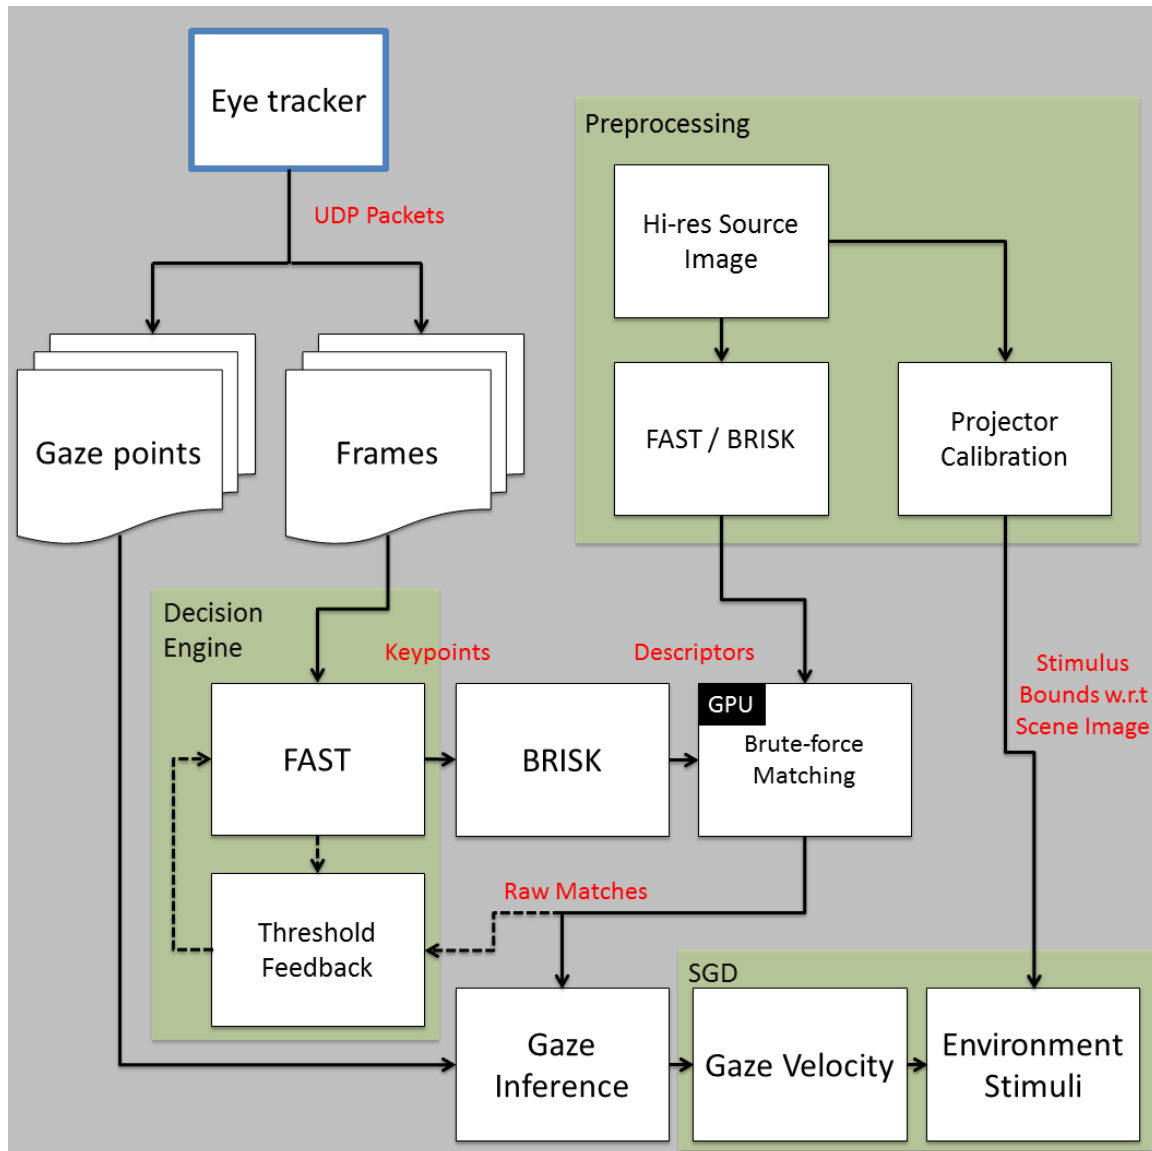 Eye tracker
UDP Packets
Preprocessing
Hi-res Source
Image
Gaze points
Frames
FAST / BRISK
Projector
Calibration
Decision
Engine
Keypoints
Descriptors
Stimulus
Bounds w.r.t
Scene Image
FAST
BRISK
GPU
Brute-force
Matching
Raw Matches
Threshold
Feedback
SGD
Gaze
Inference
Gaze Velocity
Environment
Stimuli